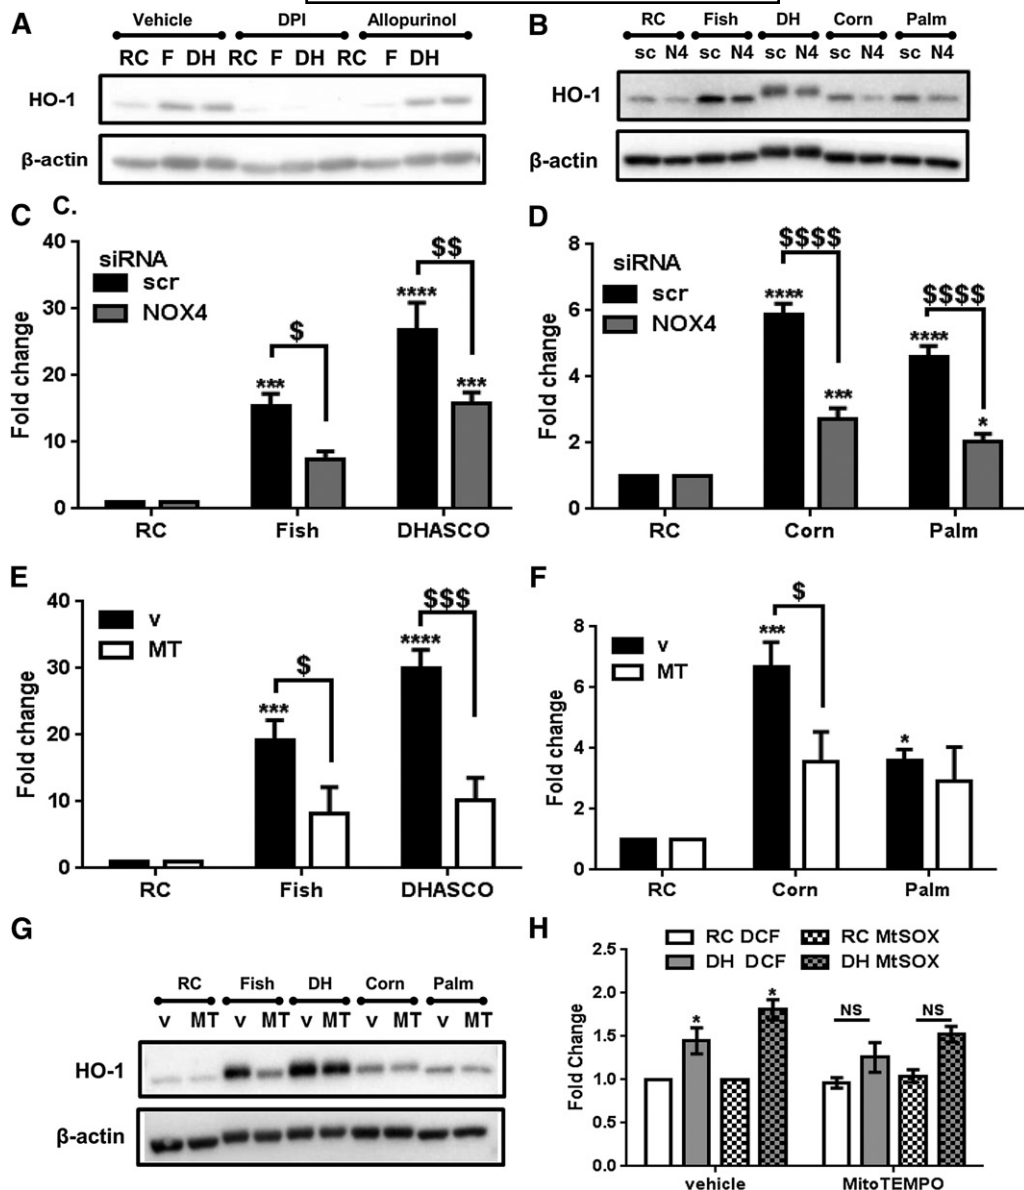 A
Vehicle DPI Allopurinol
RC F DH RC F DH RC F DH
HO-1
β-actin
B
RC Fish DH Corn Palm
sc N4 sc N4 sc N4 sc N4 sc N4
HO-1
β-actin
C C.
siRNA
scr
NOX4
Fold change
40
30
20
10
0
***
$
****
$$
***
RC Fish DHASCO
D
siRNA
scr
NOX4
Fold change
8
6
4
2
0
****
$$$$
***
****
$$$$
*
RC Corn Palm
E
v
MT
Fold change
40
30
20
10
0
***
$
****
$$$
RC Fish DHASCO
F
v
MT
Fold change
8
6
4
2
0
***
$
*
RC Corn Palm
G
RC Fish DH Corn Palm
v MT v MT v MT v MT v MT
HO-1
β-actin
H
RC DCF RC MtSOX
DH DCF DH MtSOX
Fold Change
2.5
2.0
1.5
1.0
0.5
0.0
*
*
NS NS
vehicle MitoTEMPO